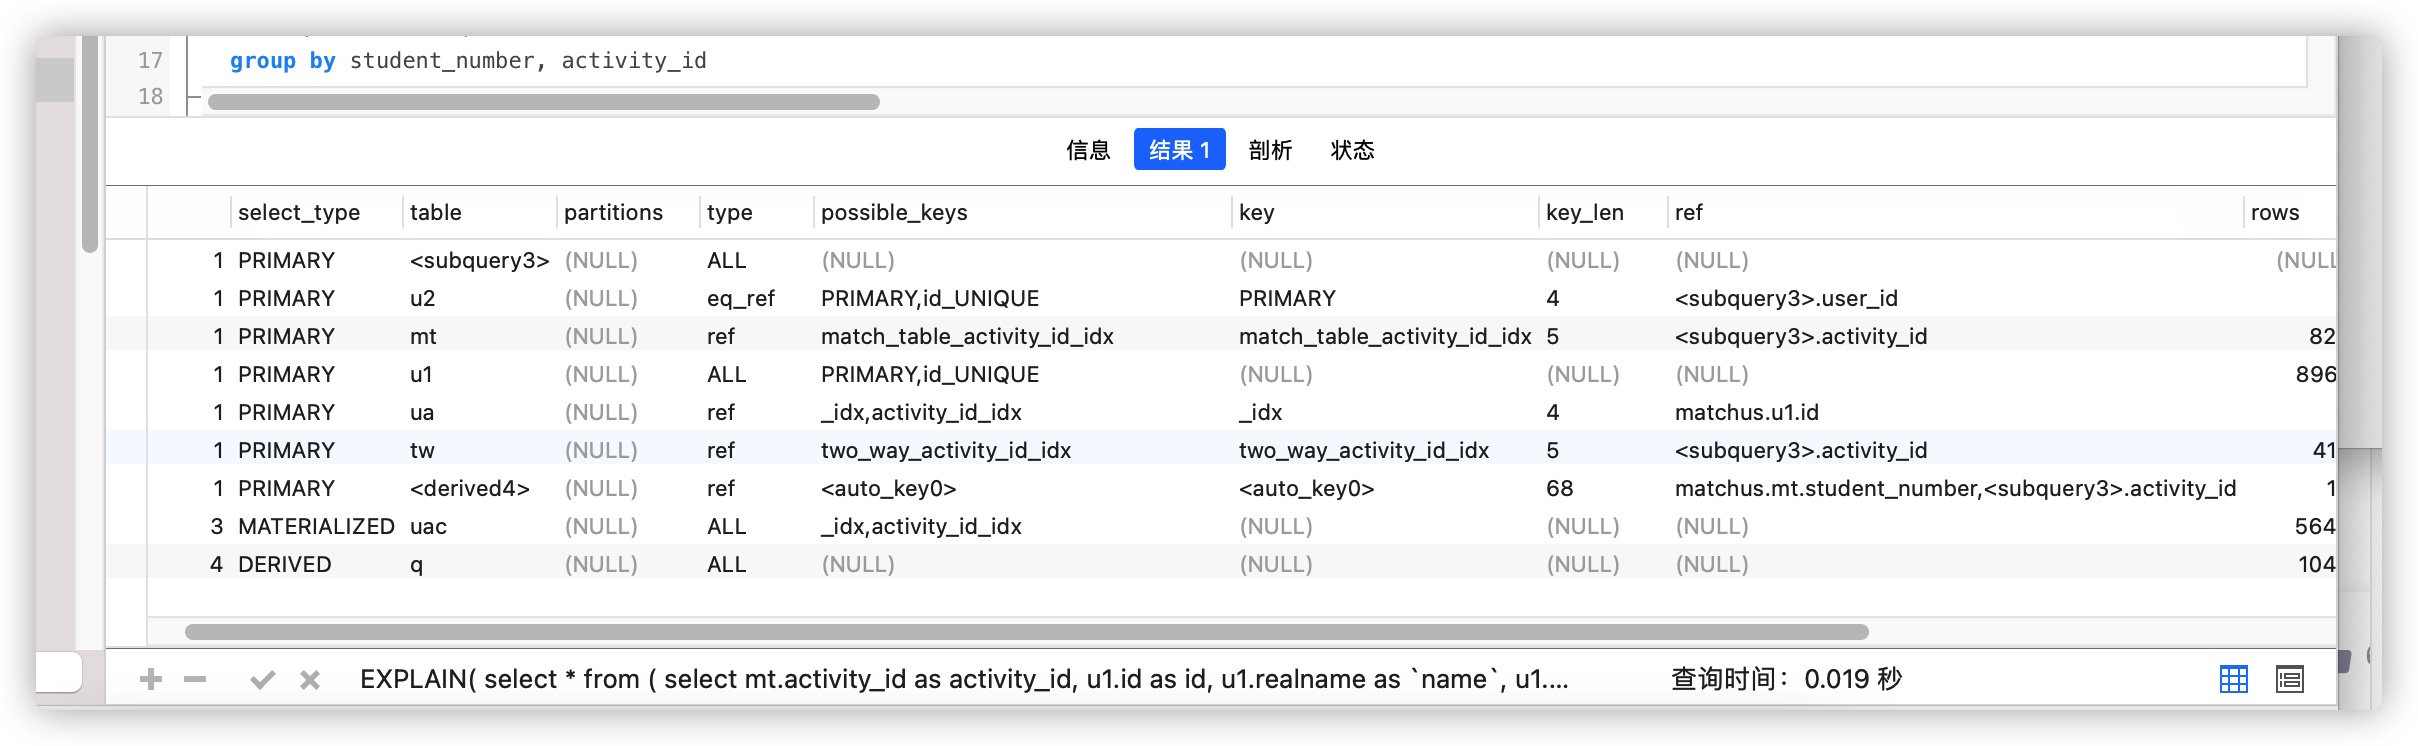 17 group by student_number, activity_id
18
信息 结果 1 剖析 状态
select_type table partitions type possible_keys key key_len ref rows
1 PRIMARY <subquery3> (NULL) ALL (NULL) (NULL) (NULL) (NULL) (NULL
1 PRIMARY u2 (NULL) eq_ref PRIMARY,id_UNIQUE PRIMARY 4 <subquery3>.user_id
1 PRIMARY mt (NULL) ref match_table_activity_id_idx match_table_activity_id_idx 5 <subquery3>.activity_id 82
1 PRIMARY u1 (NULL) ALL PRIMARY,id_UNIQUE (NULL) (NULL) (NULL) 896
1 PRIMARY ua (NULL) ref _idx,activity_id_idx _idx 4 matchus.u1.id
1 PRIMARY tw (NULL) ref two_way_activity_id_idx two_way_activity_id_idx 5 <subquery3>.activity_id 41
1 PRIMARY <derived4> (NULL) ref <auto_key0> <auto_key0> 68 matchus.mt.student_number,<subquery3>.activity_id 1
3 MATERIALIZED uac (NULL) ALL _idx,activity_id_idx (NULL) (NULL) (NULL) 564
4 DERIVED q (NULL) ALL (NULL) (NULL) (NULL) (NULL) 104
EXPLAIN( select * from ( select mt.activity_id as activity_id, u1.id as id, u1.realname as `name`, u1.... 查询时间：0.019 秒